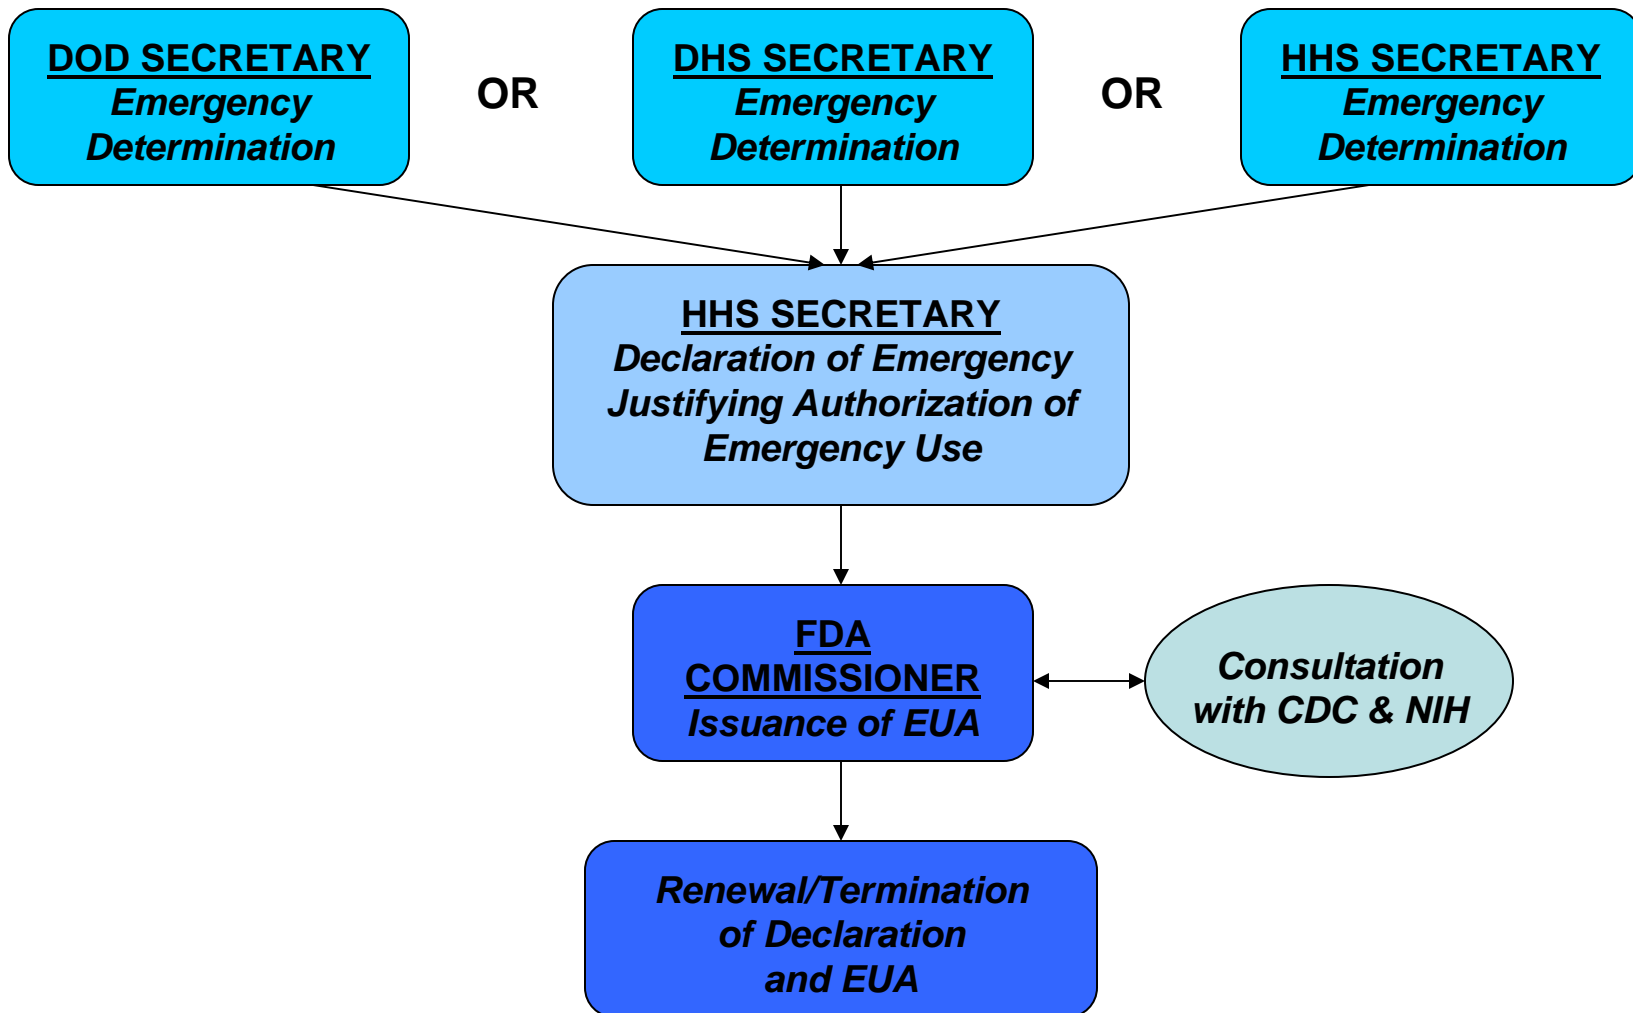 DOD SECRETARY
Emergency
Determination
OR
DHS SECRETARY
Emergency
Determination
OR
HHS SECRETARY
Emergency
Determination
HHS SECRETARY
Declaration of Emergency
Justifying Authorization of
Emergency Use
FDA
COMMISSIONER
Issuance of EUA
Consultation
with CDC & NIH
Renewal/Termination
of Declaration
and EUA